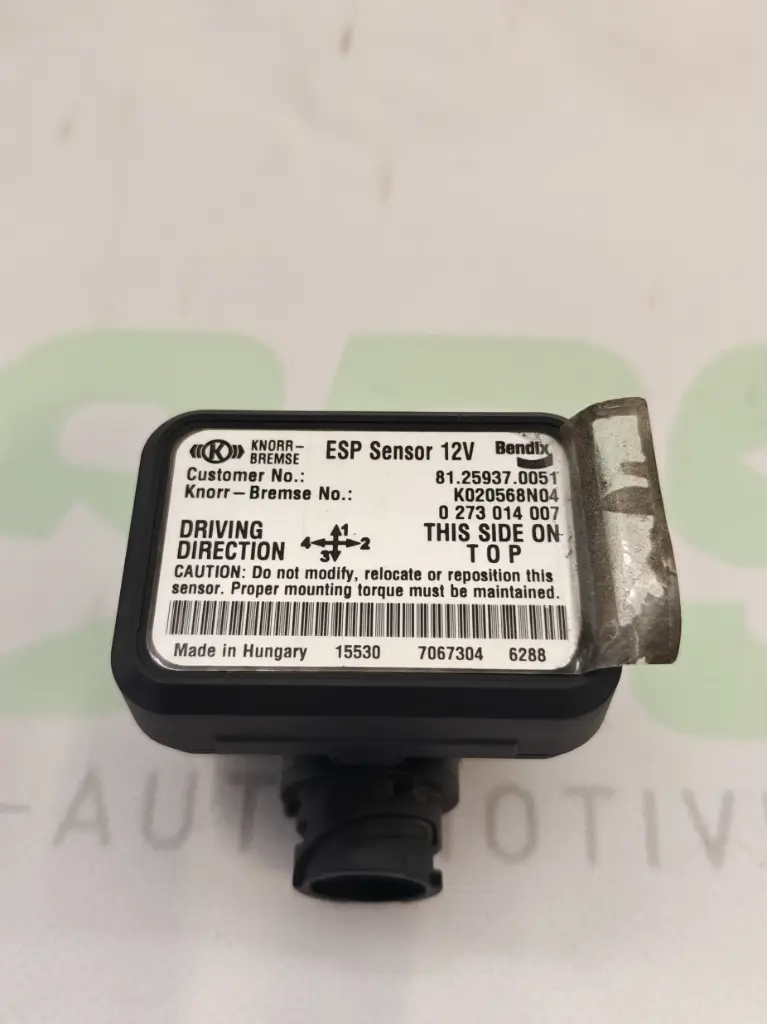 KNORR-BREMSE
ESP Sensor 12V
Bendix
Customer No.: 81.25937.0051
Knorr-Bremse No.: K020568N04
0 273 014 007
DRIVING DIRECTION
1
4 2
3
THIS SIDE ON
TOP
CAUTION: Do not modify, relocate or reposition this
sensor. Proper mounting torque must be maintained.
Made in Hungary 15530 7067304 6288
-AUTOMOTIV